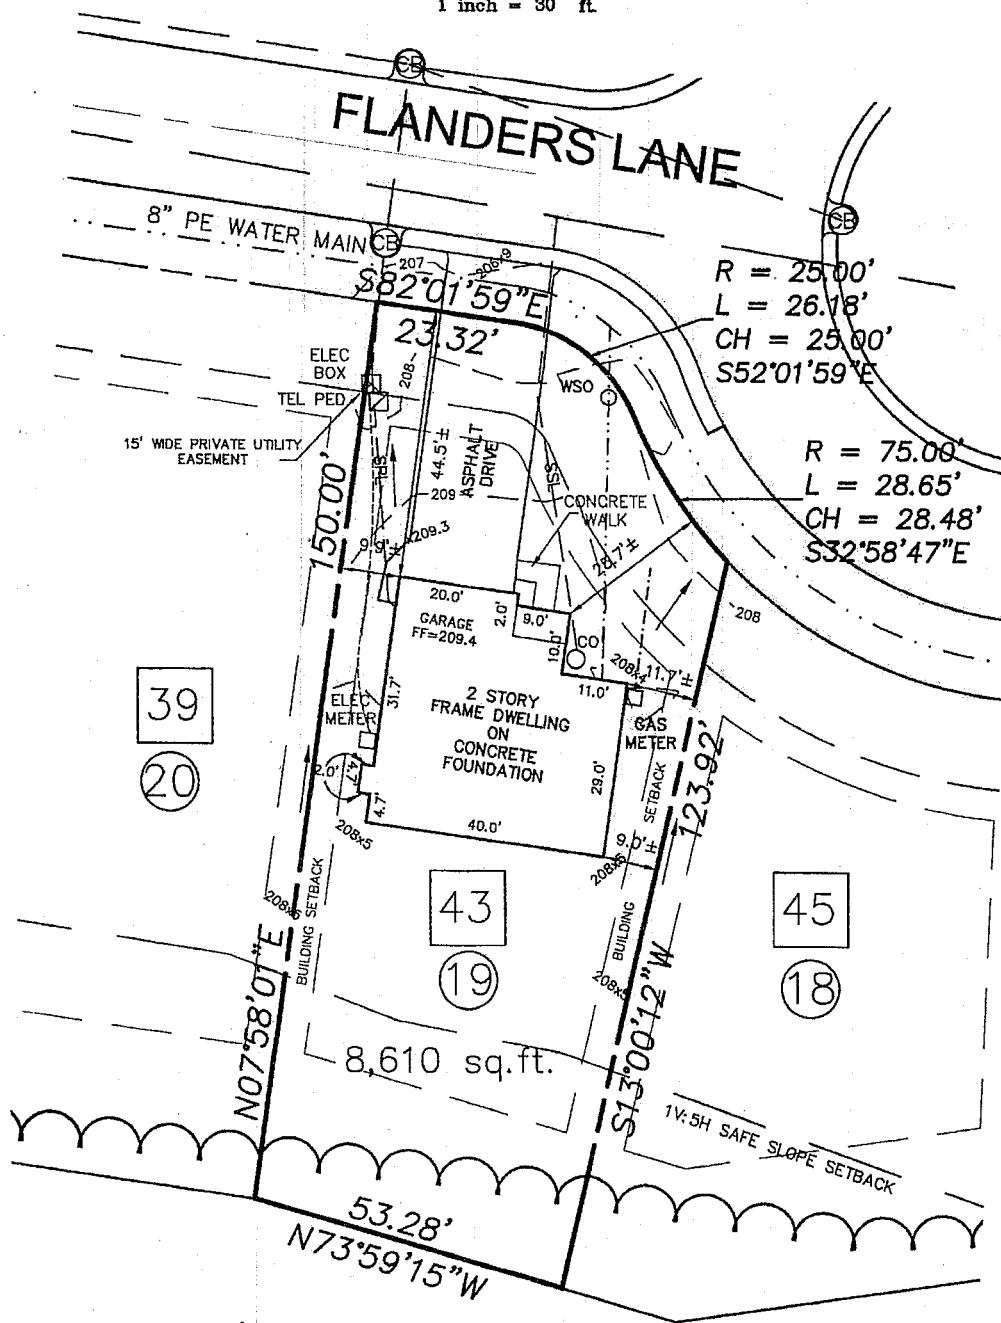 1 inch = 30 ft.
CB
FLANDERS LANE
CB
8" PE WATER MAIN
CB
207
206x9
S82°01'59"E
23.32'
R = 25.00'
L = 26.18'
CH = 25.00'
S52°01'59"E
ELEC
BOX
TEL PED.
208
WSO
15' WIDE PRIVATE UTILITY
EASEMENT
44.5'±
ASPHALT
DRIVE
SPL
SSL
209
CONCRETE
WALK
R = 75.00'
L = 28.65'
CH = 28.48'
S32°58'47"E
150.00'
9.9'±
209.3
28.7'±
20.0'
2.0'
9.0'
GARAGE
FF=209.4
10.0'
CO
208
208x4
11.7'±
11.0'
39
20
31.7'
ELEC
METER
2 STORY
FRAME DWELLING
ON
CONCRETE
FOUNDATION
GAS
METER
2.0'
4.7'
4.7'
29.0'
SETBACK
123.92'
40.0'
208x5
9.0'±
208x5
208x6
BUILDING SETBACK
43
19
BUILDING
45
18
208x5
N07°58'01"E
S13°00'12"W
8,610 sq.ft.
1V:5H SAFE SLOPE SETBACK
53.28'
N73°59'15"W